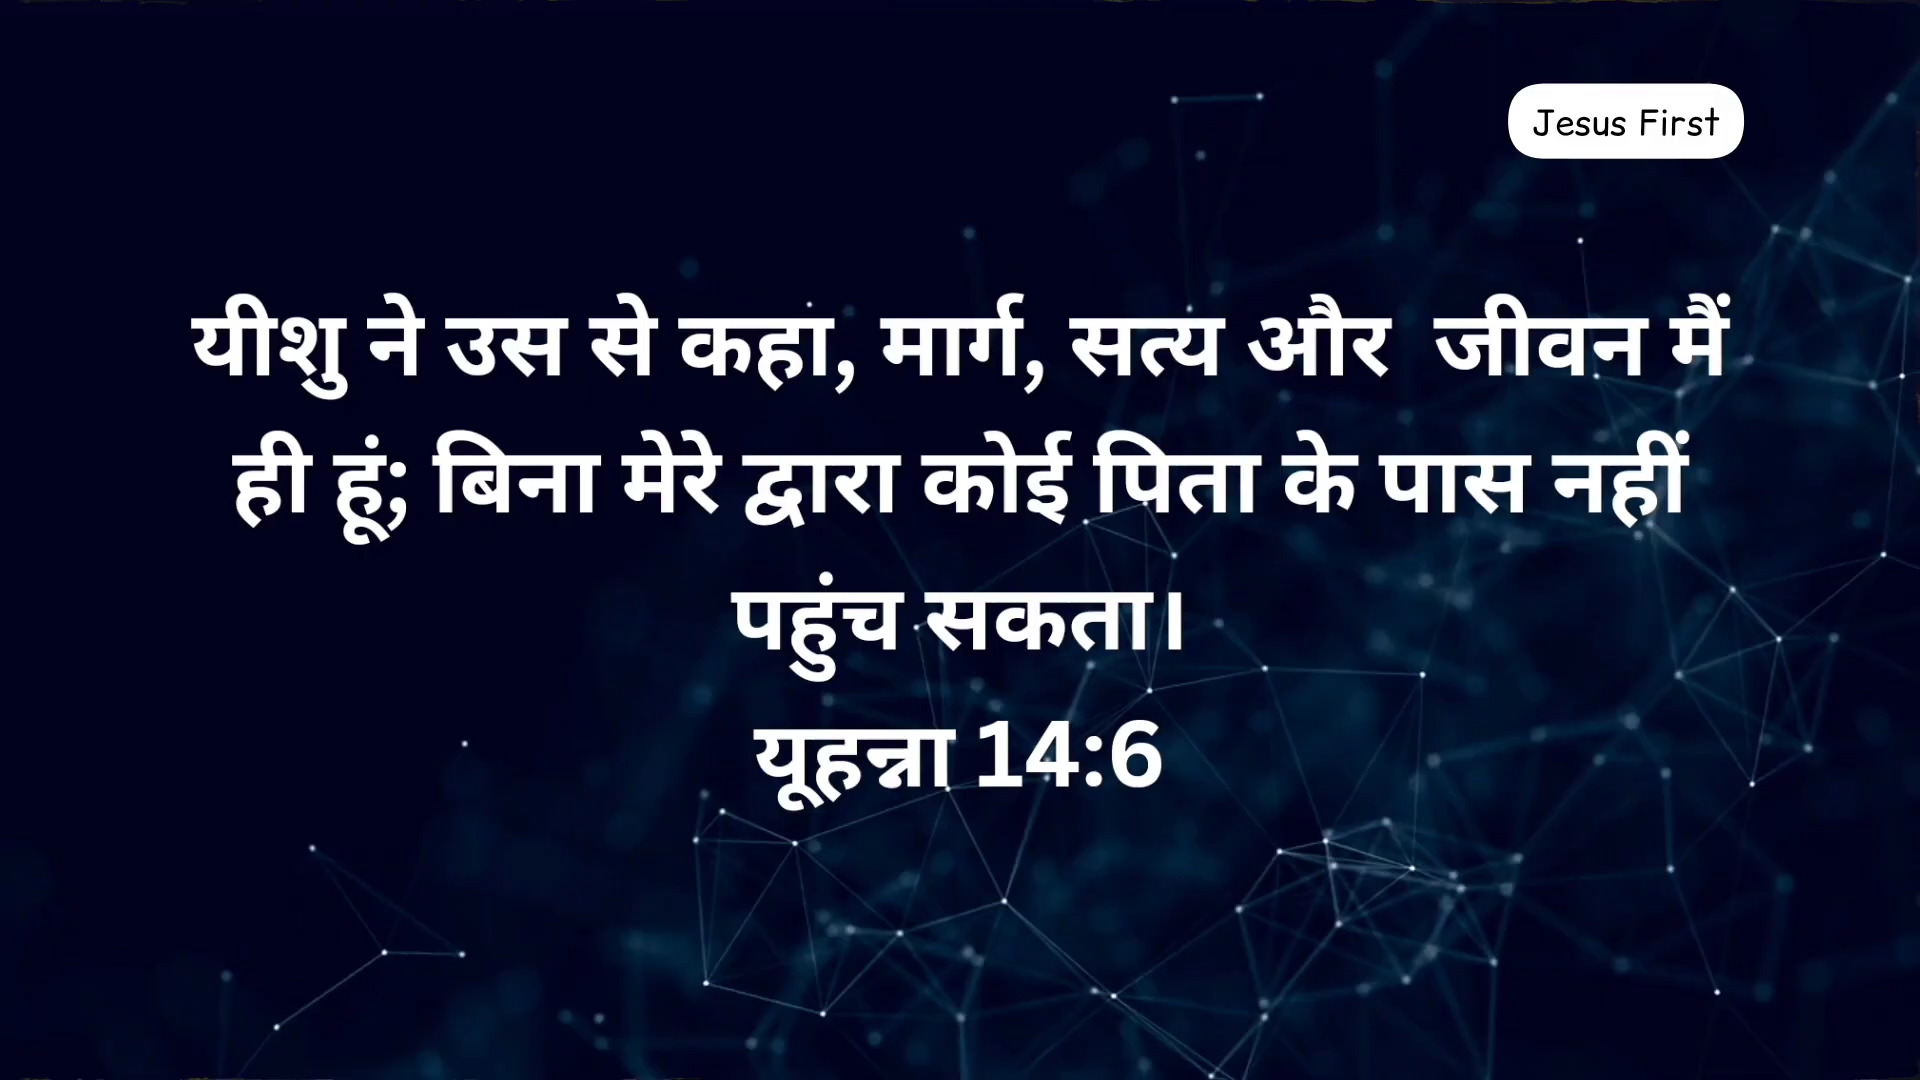 Jesus First
यीशु ने उस से कहा, मार्ग, सत्य और जीवन मैं
ही हूं; बिना मेरे द्वारा कोई पिता के पास नहीं
पहुंच सकता।
यूहन्ना 14:6